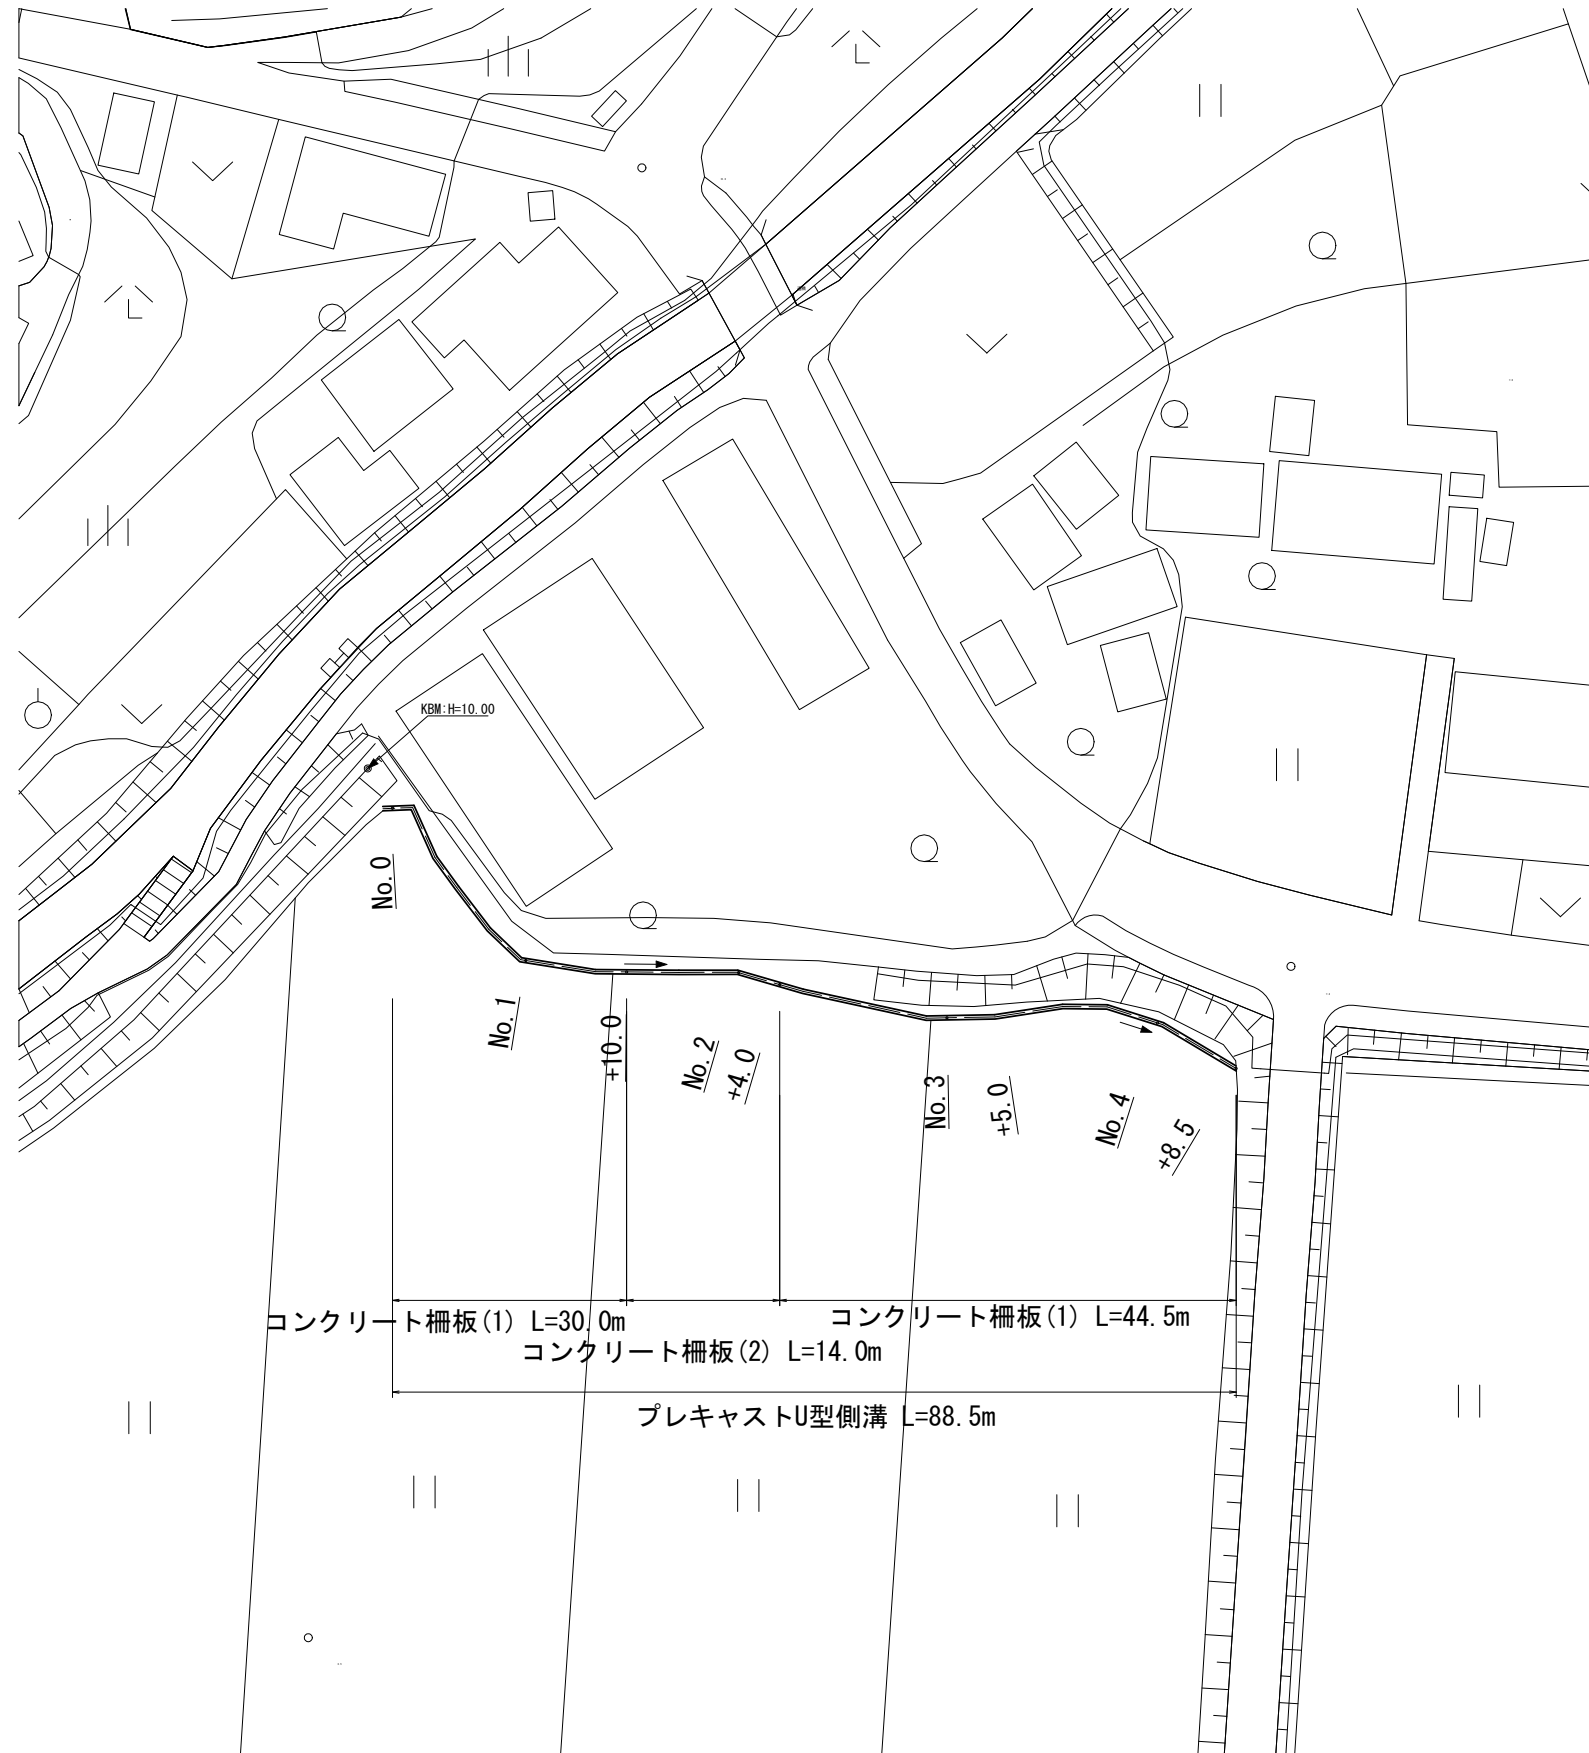 KBM:H=10.00
No.0
No.1
+10.0
No.2
+4.0
No.3
+5.0
No.4
+8.5
コンクリート柵板(1) L=30.0m
コンクリート柵板(1) L=44.5m
コンクリート柵板(2) L=14.0m
プレキャストU型側溝 L=88.5m